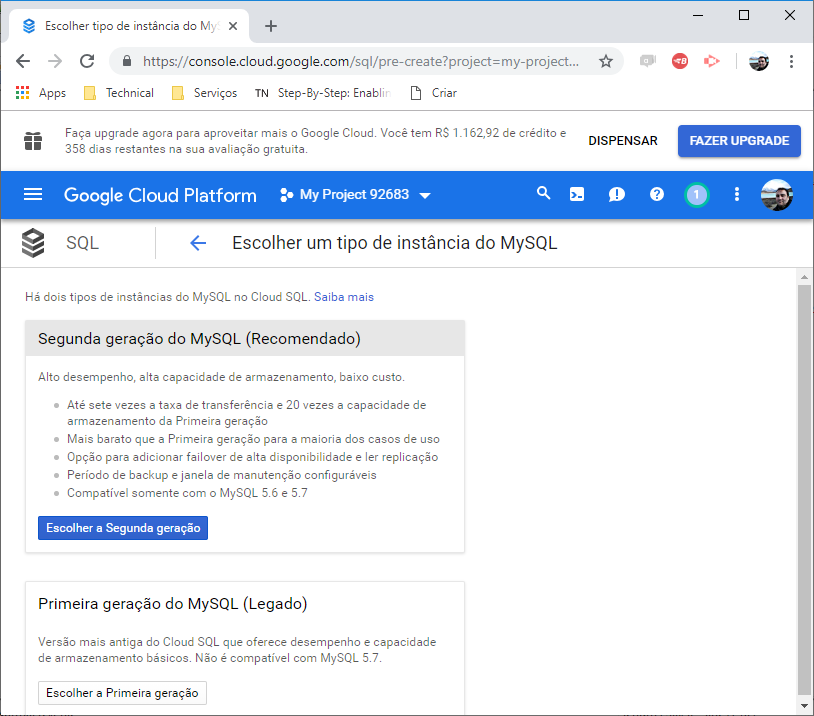 Escolher tipo de instância do My
https://console.cloud.google.com/sql/pre-create?project=my-project...
Apps Technical Serviços TN Step-By-Step: Enablin Criar
Faça upgrade agora para aproveitar mais o Google Cloud. Você tem R$ 1.162,92 de crédito e
358 dias restantes na sua avaliação gratuita.
DISPENSAR
FAZER UPGRADE
Google Cloud Platform My Project 92683 1
SQL Escolher um tipo de instância do MySQL
Há dois tipos de instâncias do MySQL no Cloud SQL. Saiba mais
Segunda geração do MySQL (Recomendado)
Alto desempenho, alta capacidade de armazenamento, baixo custo.
Até sete vezes a taxa de transferência e 20 vezes a capacidade de
armazenamento da Primeira geração
Mais barato que a Primeira geração para a maioria dos casos de uso
Opção para adicionar failover de alta disponibilidade e ler replicação
Período de backup e janela de manutenção configuráveis
Compatível somente com o MySQL 5.6 e 5.7
Escolher a Segunda geração
Primeira geração do MySQL (Legado)
Versão mais antiga do Cloud SQL que oferece desempenho e capacidade
de armazenamento básicos. Não é compatível com MySQL 5.7.
Escolher a Primeira geração